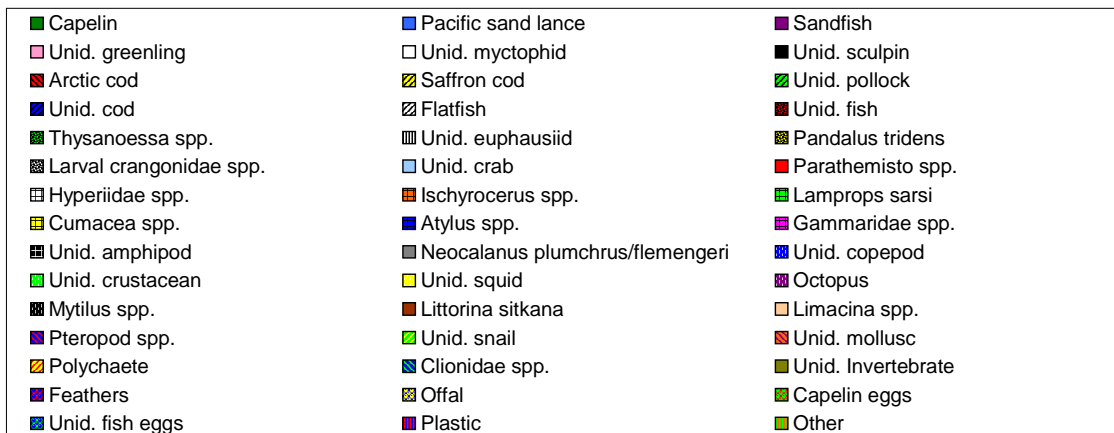 Capelin Pacific sand lance Sandfish
Unid. greenling Unid. myctophid Unid. sculpin
Arctic cod Saffron cod Unid. pollock
Unid. cod Flatfish Unid. fish
Thysanoessa spp. Unid. euphausiid Pandalus tridens
Larval crangonidae spp. Unid. crab Parathemisto spp.
Hyperiidae spp. Ischyrocerus spp. Lamprops sarsi
Cumacea spp. Atylus spp. Gammaridae spp.
Unid. amphipod Neocalanus plumchrus/flemengeri Unid. copepod
Unid. crustacean Unid. squid Octopus
Mytilus spp. Littorina sitkana Limacina spp.
Pteropod spp. Unid. snail Unid. mollusc
Polychaete Clionidae spp. Unid. Invertebrate
Feathers Offal Capelin eggs
Unid. fish eggs Plastic Other